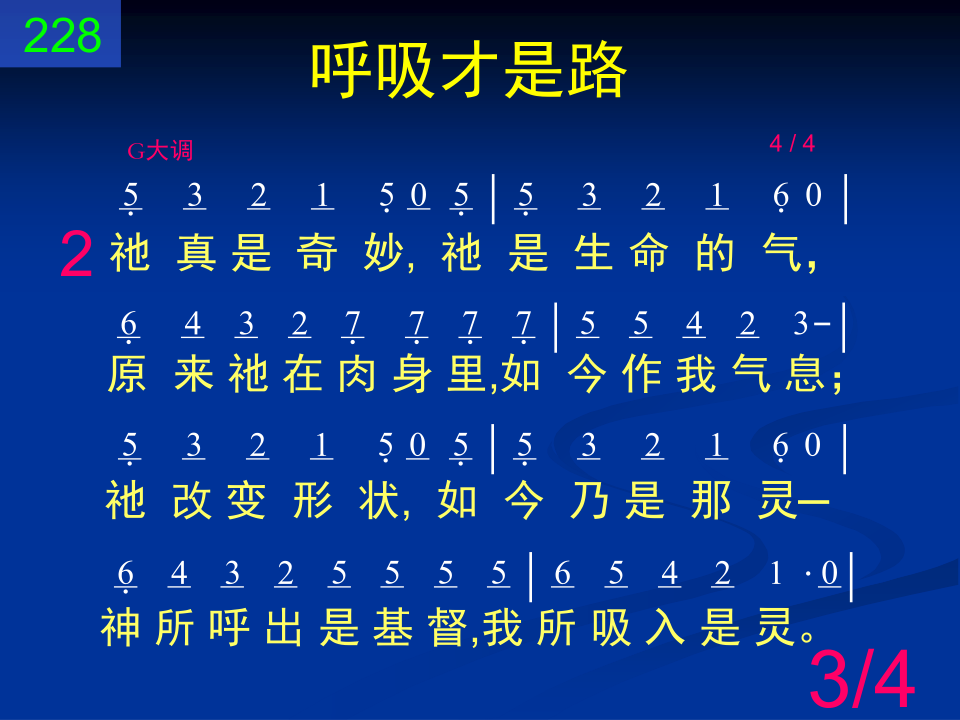 228
呼吸才是路
G大调 4 / 4
5̣ 3 2 1 5̣ 0 5̣ | 5̣ 3 2 1 6̣ 0 |
2 祂 真 是 奇 妙, 祂 是 生 命 的 气,
6̣ 4 3 2 7̣ 7̣ 7̣ 7̣ | 5 5 4 2 3 – |
原 来 祂 在 肉 身 里,如 今 作 我 气 息;
5̣ 3 2 1 5̣ 0 5̣ | 5̣ 3 2 1 6̣ 0 |
祂 改 变 形 状, 如 今 乃 是 那 灵─
6̣ 4 3 2 5 5 5 5 | 6 5 4 2 1 · 0 |
神 所 呼 出 是 基 督,我 所 吸 入 是 灵。
3/4